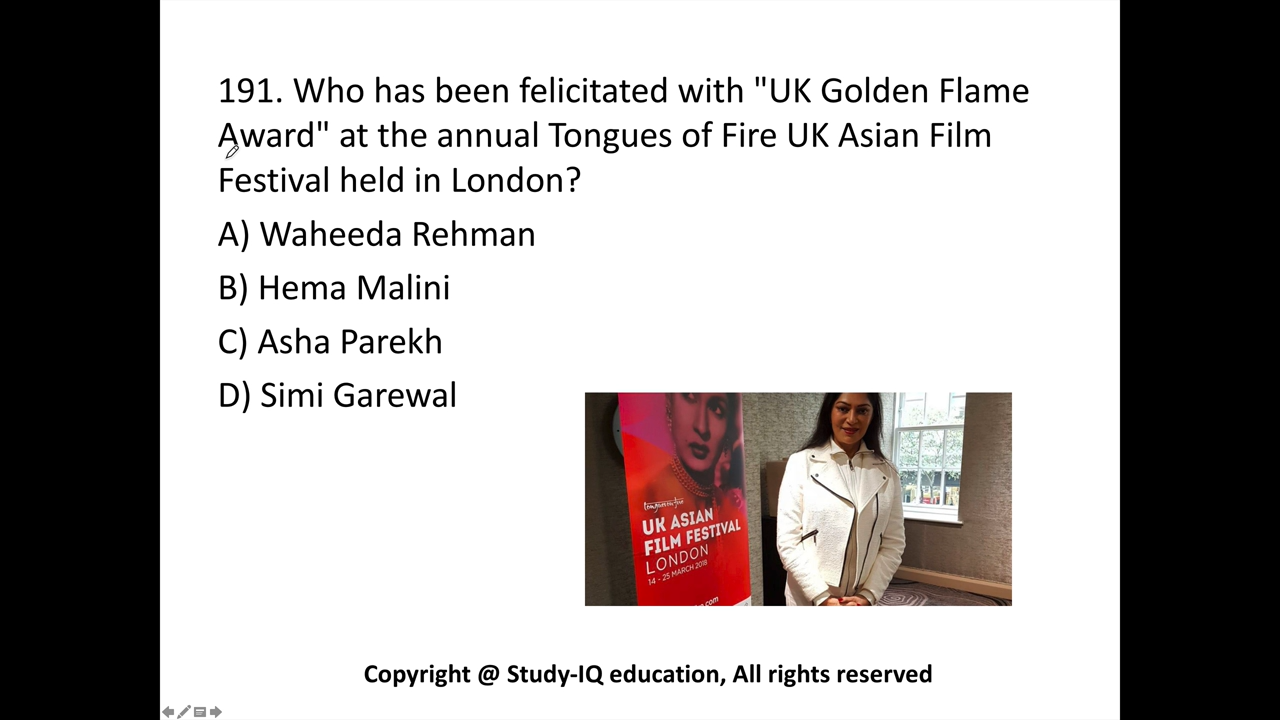 191. Who has been felicitated with "UK Golden Flame
Award" at the annual Tongues of Fire UK Asian Film
Festival held in London?
A) Waheeda Rehman
B) Hema Malini
C) Asha Parekh
D) Simi Garewal
UK ASIAN
FILM FESTIVAL
LONDON
14 - 25 MARCH 2018
Copyright @ Study-IQ education, All rights reserved